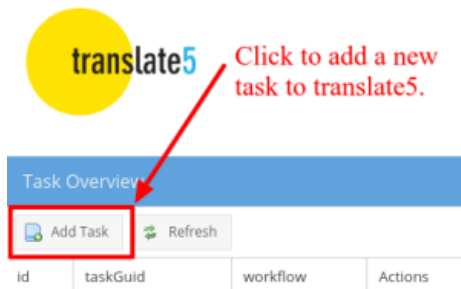 translate5
Click to add a new
task to translate5.
Task Overview
Add Task Refresh
id taskGuid workflow Actions